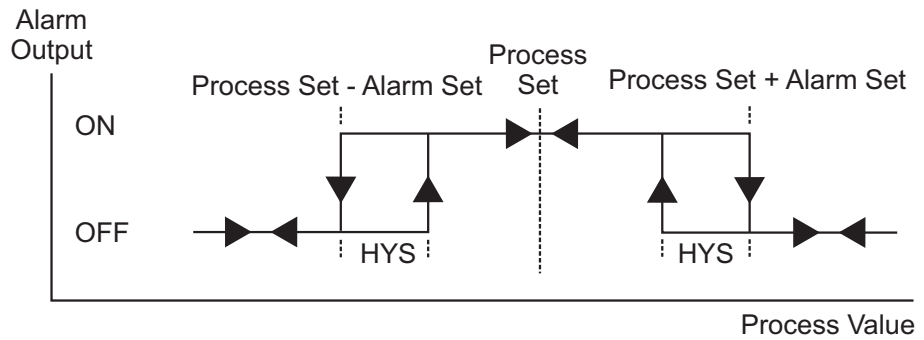 Alarm
Output
Process
Set
Process Set - Alarm Set
Process Set + Alarm Set
ON
OFF
HYS
HYS
Process Value